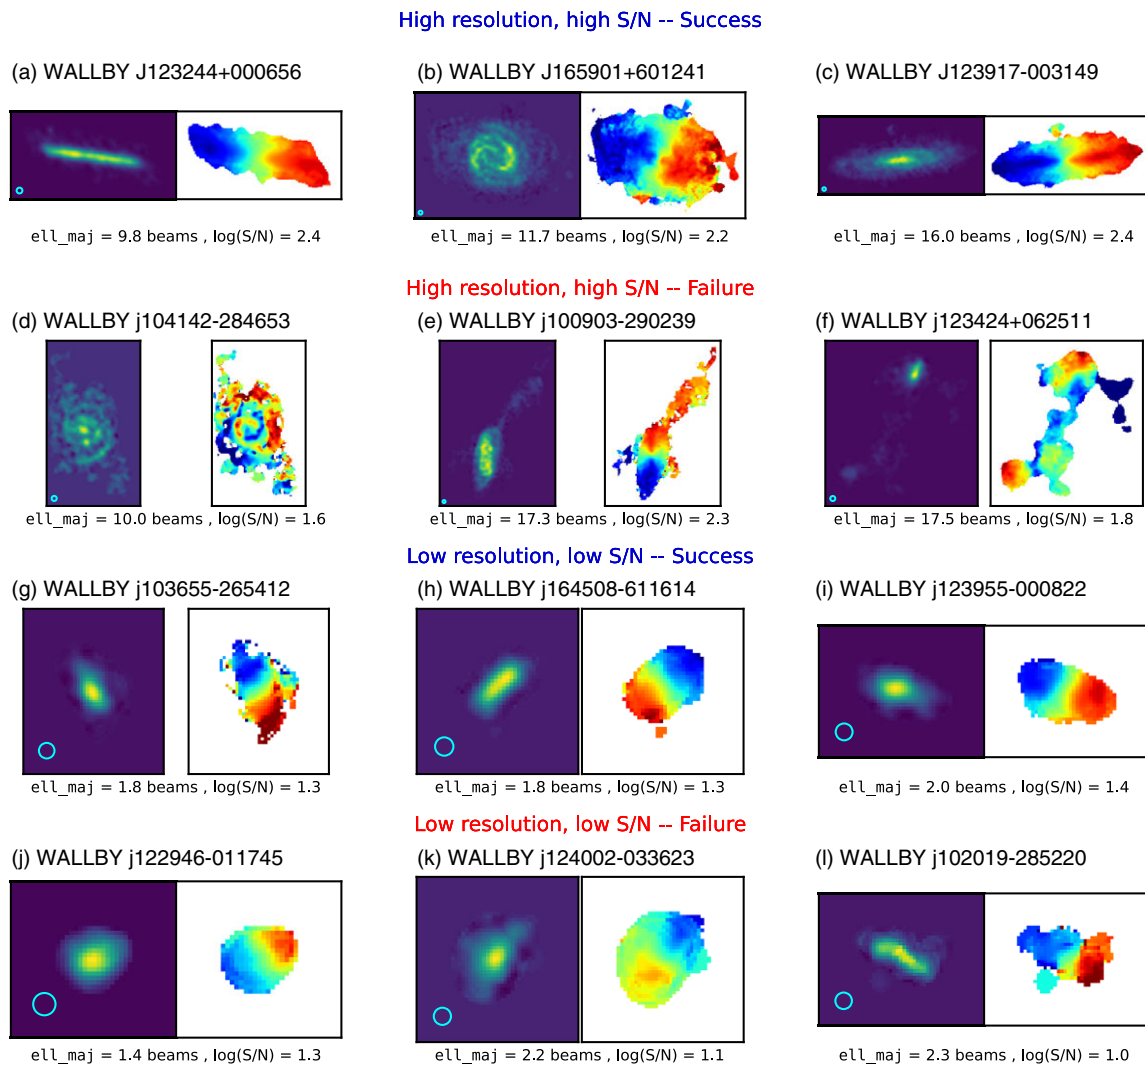 High resolution, high S/N -- Success
(a) WALLBY J123244+000656
(b) WALLBY J165901+601241
(c) WALLBY J123917-003149
ell_maj = 9.8 beams , log(S/N) = 2.4
ell_maj = 11.7 beams , log(S/N) = 2.2
ell_maj = 16.0 beams , log(S/N) = 2.4
High resolution, high S/N -- Failure
(d) WALLBY j104142-284653
(e) WALLBY j100903-290239
(f) WALLBY j123424+062511
ell_maj = 10.0 beams , log(S/N) = 1.6
ell_maj = 17.3 beams , log(S/N) = 2.3
ell_maj = 17.5 beams , log(S/N) = 1.8
Low resolution, low S/N -- Success
(g) WALLBY j103655-265412
(h) WALLBY j164508-611614
(i) WALLBY j123955-000822
ell_maj = 1.8 beams , log(S/N) = 1.3
ell_maj = 1.8 beams , log(S/N) = 1.3
ell_maj = 2.0 beams , log(S/N) = 1.4
Low resolution, low S/N -- Failure
(j) WALLBY j122946-011745
(k) WALLBY j124002-033623
(l) WALLBY j102019-285220
ell_maj = 1.4 beams , log(S/N) = 1.3
ell_maj = 2.2 beams , log(S/N) = 1.1
ell_maj = 2.3 beams , log(S/N) = 1.0